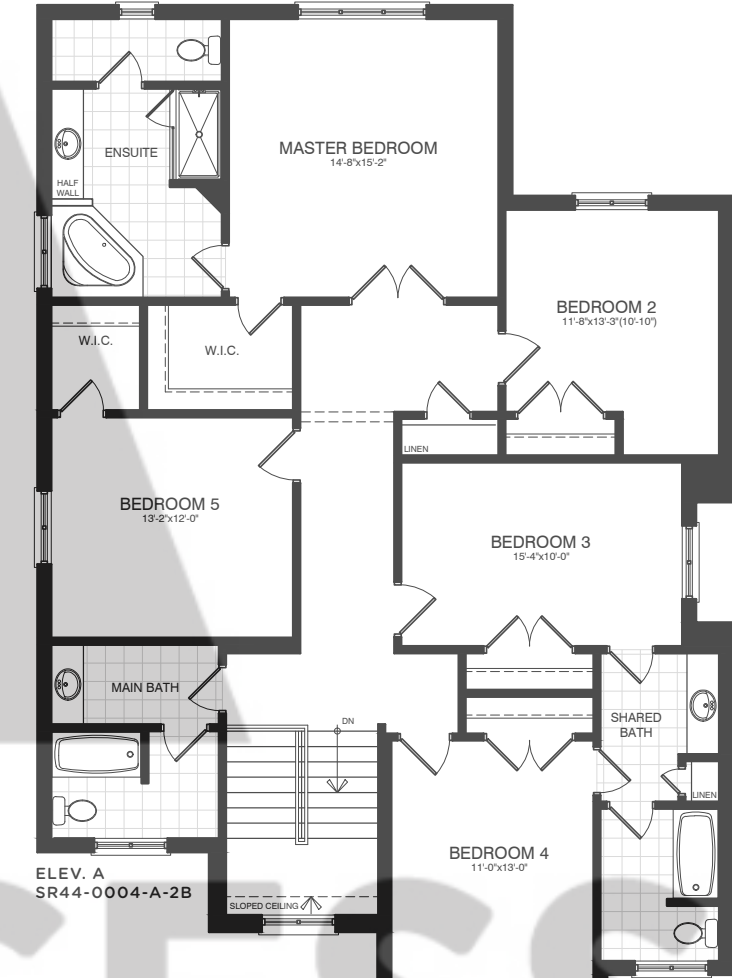 MASTER BEDROOM
14'-8"x15'-2"
ENSUITE
HALF
WALL
BEDROOM 2
11'-8"x13'-3"(10'-10")
W.I.C.
W.I.C.
LINEN
BEDROOM 5
13'-2"x12'-0"
BEDROOM 3
15'-4"x10'-0"
MAIN BATH
DN
SHARED
BATH
LINEN
BEDROOM 4
11'-0"x13'-0"
ELEV. A
SR44-0004-A-2B
SLOPED CEILING